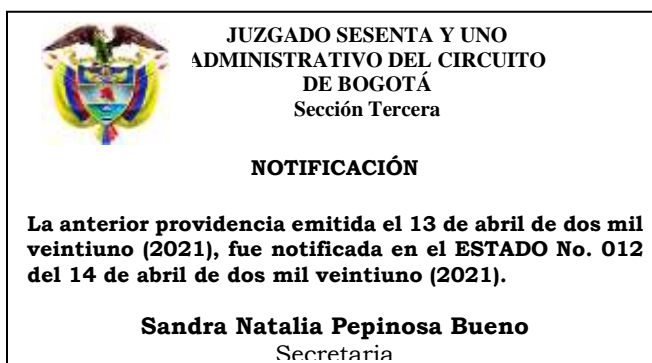 JUZGADO SESENTA Y UNO
ADMINISTRATIVO DEL CIRCUITO
DE BOGOTÁ
Sección Tercera
NOTIFICACIÓN
La anterior providencia emitida el 13 de abril de dos mil
veintiuno (2021), fue notificada en el ESTADO No. 012
del 14 de abril de dos mil veintiuno (2021).
Sandra Natalia Pepinosa Bueno
Secretaria